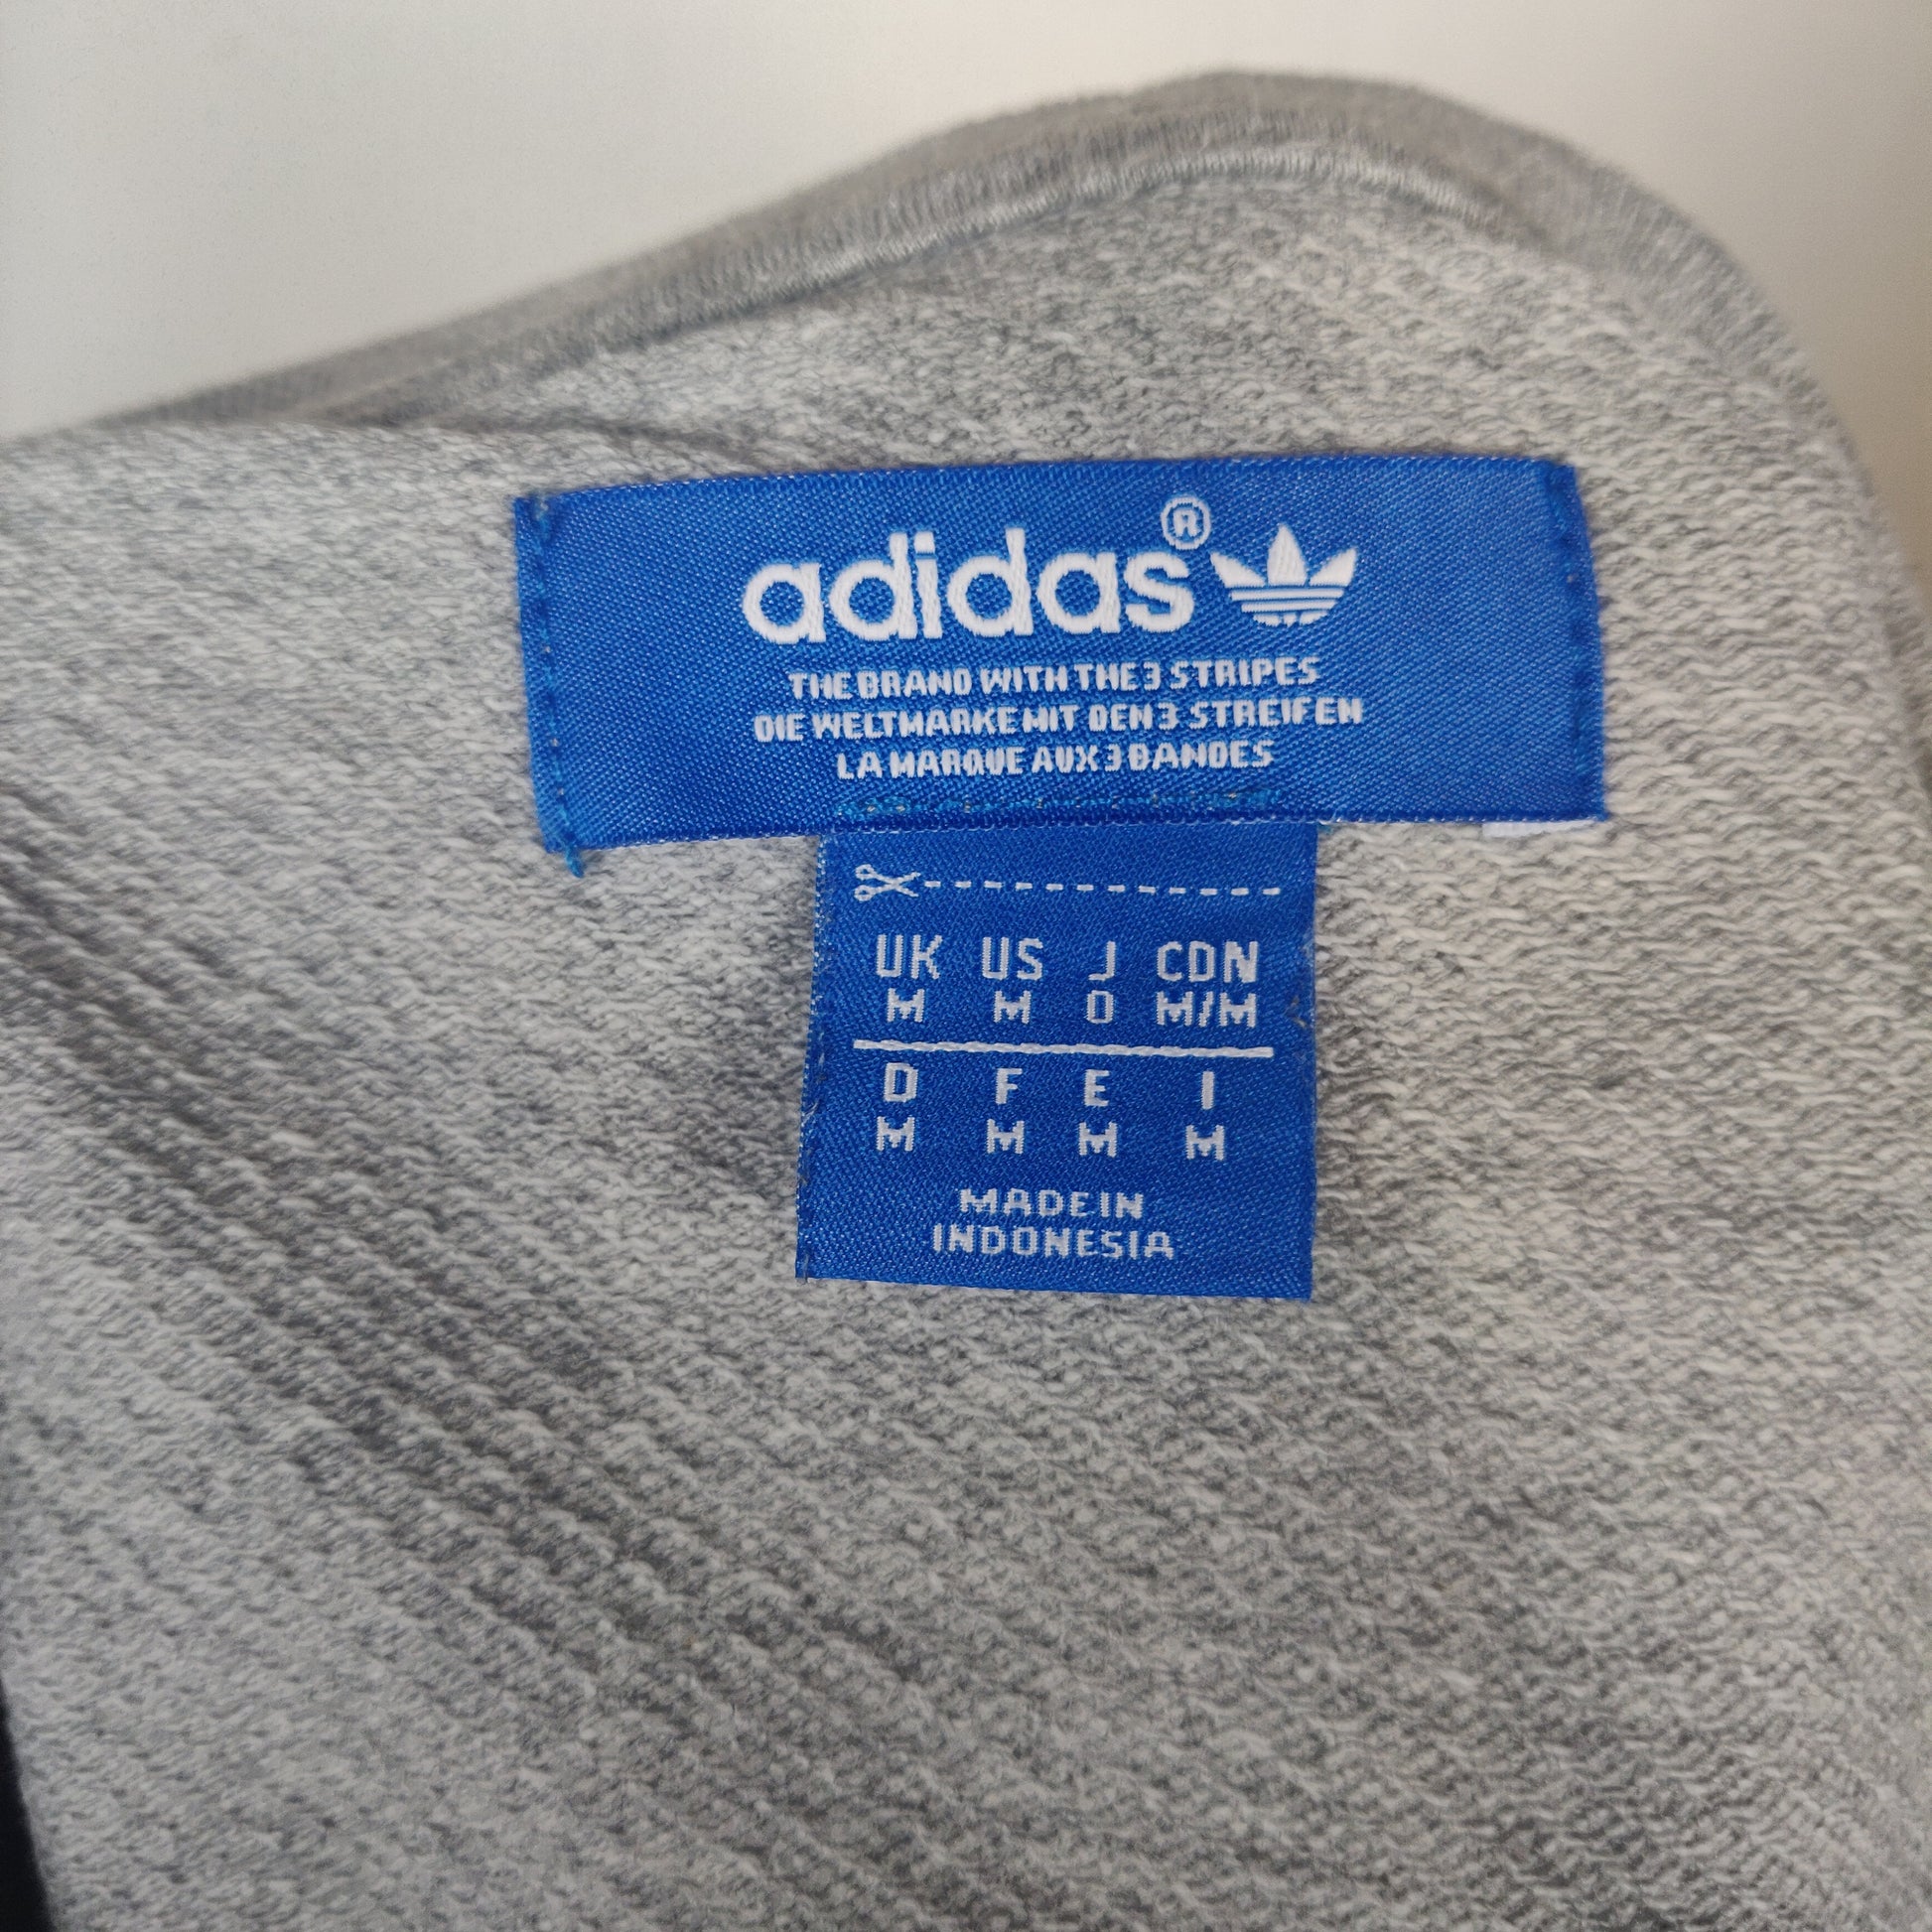 adidas®
THE BRAND WITH THE 3 STRIPES
DIE WELTMARKE MIT DEN 3 STREIFEN
LA MARQUE AUX 3 BANDES
UK US J CDN
M M O M/M
D F E I
M M M M
MADE IN
INDONESIA